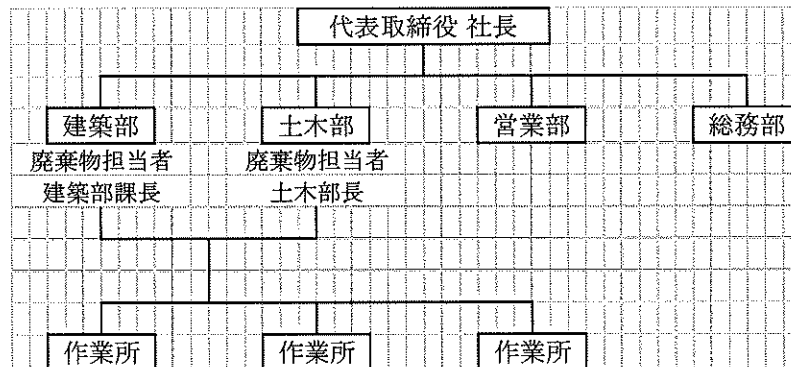 代表取締役 社長
建築部 土木部 営業部 総務部
廃棄物担当者 廃棄物担当者
建築部課長 土木部長
作業所 作業所 作業所